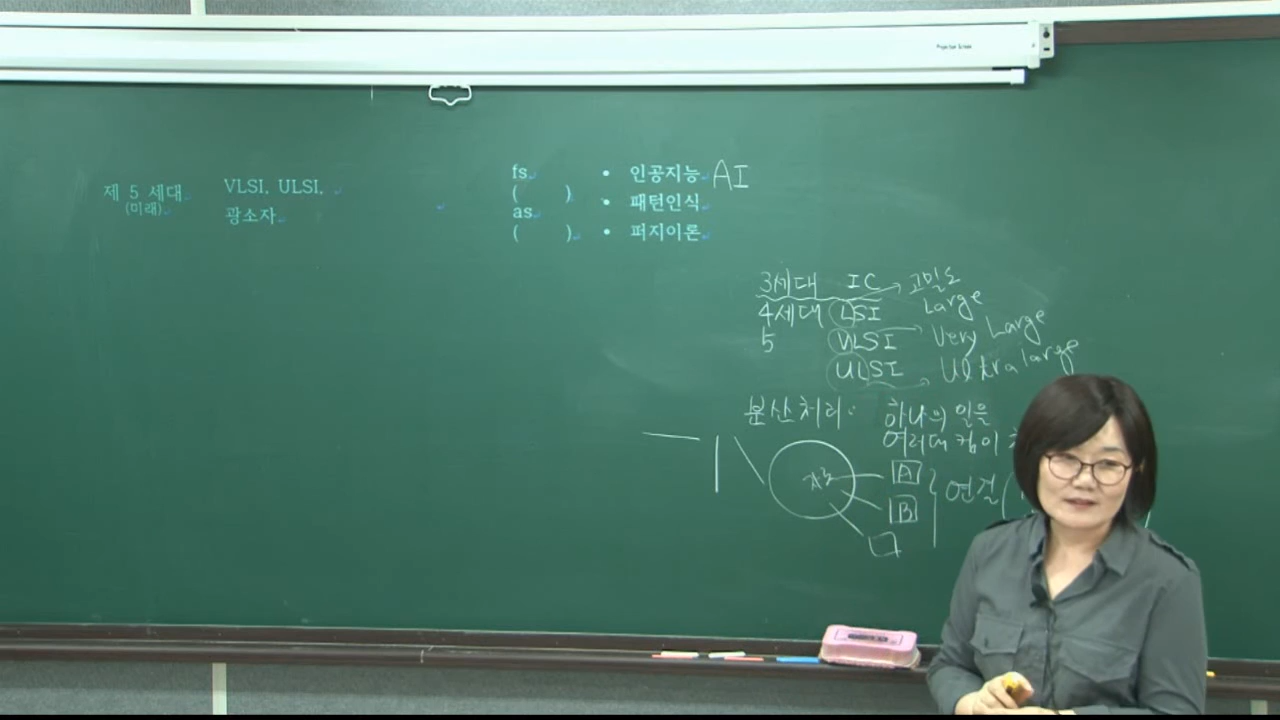 Projection Screen
제 5 세대
(미래)
VLSI, ULSI,
광소자
fs
( )
as
( )
• 인공지능 AI
• 패턴인식
• 퍼지이론
3세대 IC → 고밀도
4세대 LSI Large
5 VLSI → Very Large
ULSI → Ultra large
분산처리: 하나의 일을
여러대 컴이
A
B
연결(